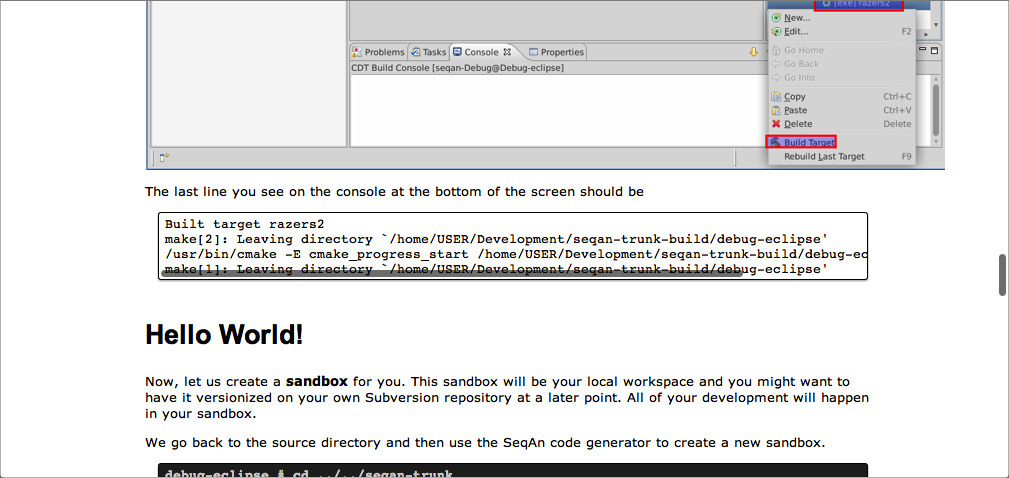 [exe] razers2
New...
Edit... F2
Problems Tasks Console Properties
Go Home
CDT Build Console [seqan-Debug@Debug-eclipse]
Go Back
Go Into
Copy Ctrl+C
Paste Ctrl+V
Delete Delete
Build Target
Rebuild Last Target F9
The last line you see on the console at the bottom of the screen should be
Built target razers2
make[2]: Leaving directory `/home/USER/Development/seqan-trunk-build/debug-eclipse'
/usr/bin/cmake -E cmake_progress_start /home/USER/Development/seqan-trunk-build/debug-ec
make[1]: Leaving directory `/home/USER/Development/seqan-trunk-build/debug-eclipse'
Hello World!
Now, let us create a sandbox for you. This sandbox will be your local workspace and you might want to
have it versionized on your own Subversion repository at a later point. All of your development will happen
in your sandbox.
We go back to the source directory and then use the SeqAn code generator to create a new sandbox.
debug-eclipse # cd ../../seqan-trunk